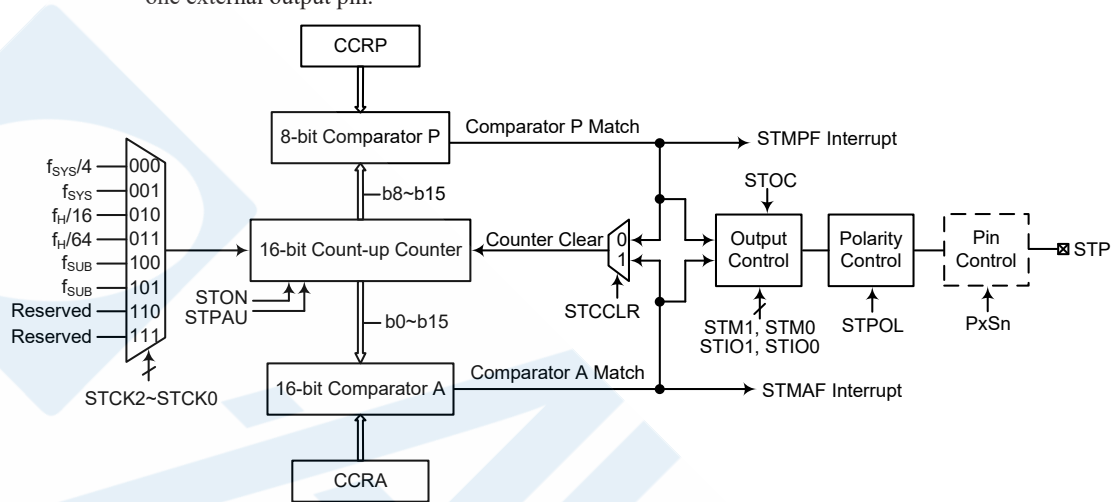 one external output pin.
CCRP
8-bit Comparator P
Comparator P Match
STMPF Interrupt
b8~b15
fSYS/4
000
fSYS
001
fH/16
010
fH/64
011
fSUB
100
fSUB
101
Reserved
110
Reserved
111
STCK2~STCK0
16-bit Count-up Counter
STON
STPAU
Counter Clear
0
1
STCCLR
STOC
Output
Control
STM1, STM0
STIO1, STIO0
Polarity
Control
STPOL
Pin
Control
PxSn
STP
b0~b15
16-bit Comparator A
Comparator A Match
STMAF Interrupt
CCRA